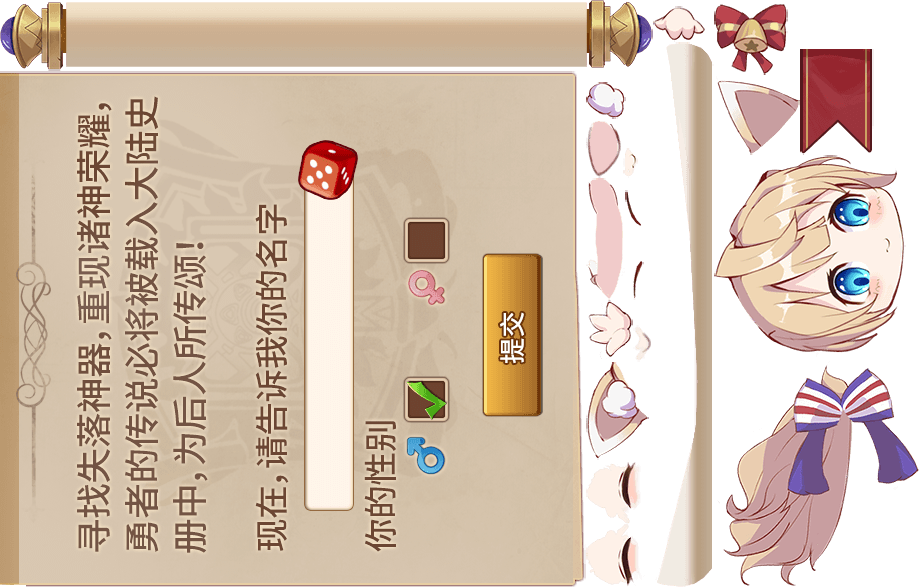 寻找失落神器，重现诸神荣耀，
勇者的传说必将被载入大陆史
册中，为后人所传颂！
现在，请告诉我你的名字
你的性别
提交